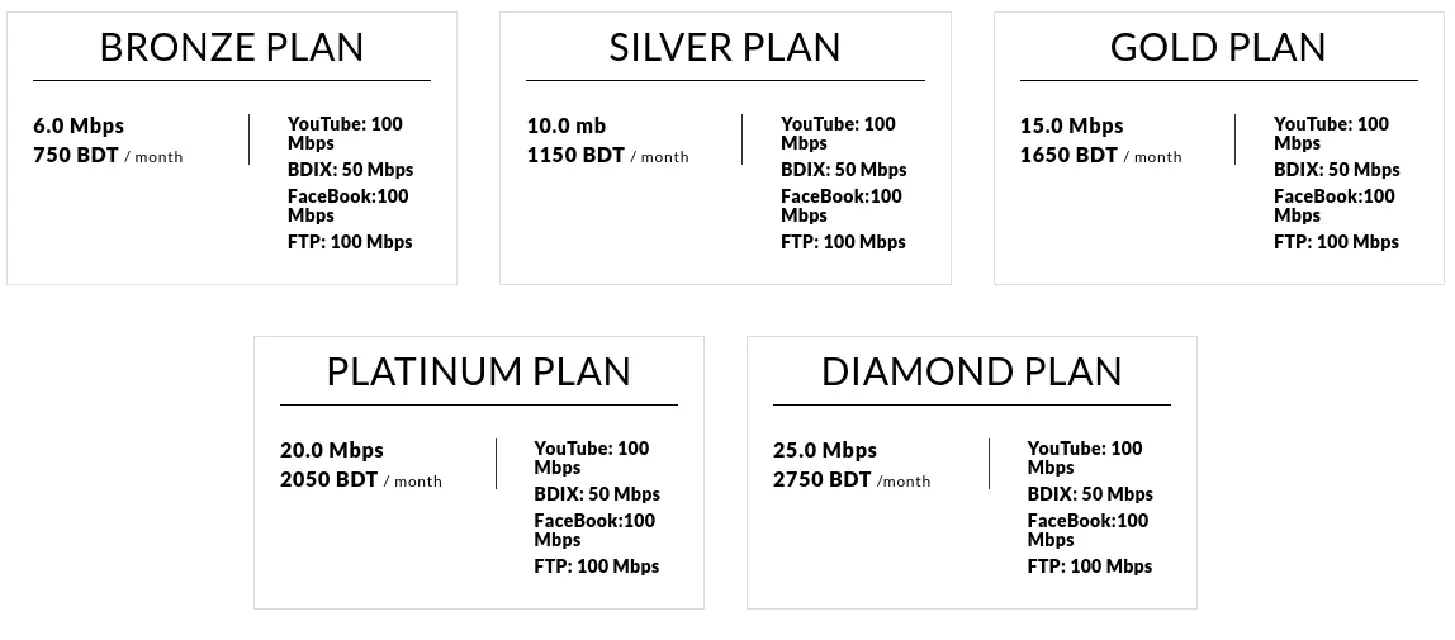 BRONZE PLAN
6.0 Mbps
750 BDT / month
YouTube: 100
Mbps
BDIX: 50 Mbps
FaceBook:100
Mbps
FTP: 100 Mbps
SILVER PLAN
10.0 mb
1150 BDT / month
YouTube: 100
Mbps
BDIX: 50 Mbps
FaceBook:100
Mbps
FTP: 100 Mbps
GOLD PLAN
15.0 Mbps
1650 BDT / month
YouTube: 100
Mbps
BDIX: 50 Mbps
FaceBook:100
Mbps
FTP: 100 Mbps
PLATINUM PLAN
20.0 Mbps
2050 BDT / month
YouTube: 100
Mbps
BDIX: 50 Mbps
FaceBook:100
Mbps
FTP: 100 Mbps
DIAMOND PLAN
25.0 Mbps
2750 BDT /month
YouTube: 100
Mbps
BDIX: 50 Mbps
FaceBook:100
Mbps
FTP: 100 Mbps